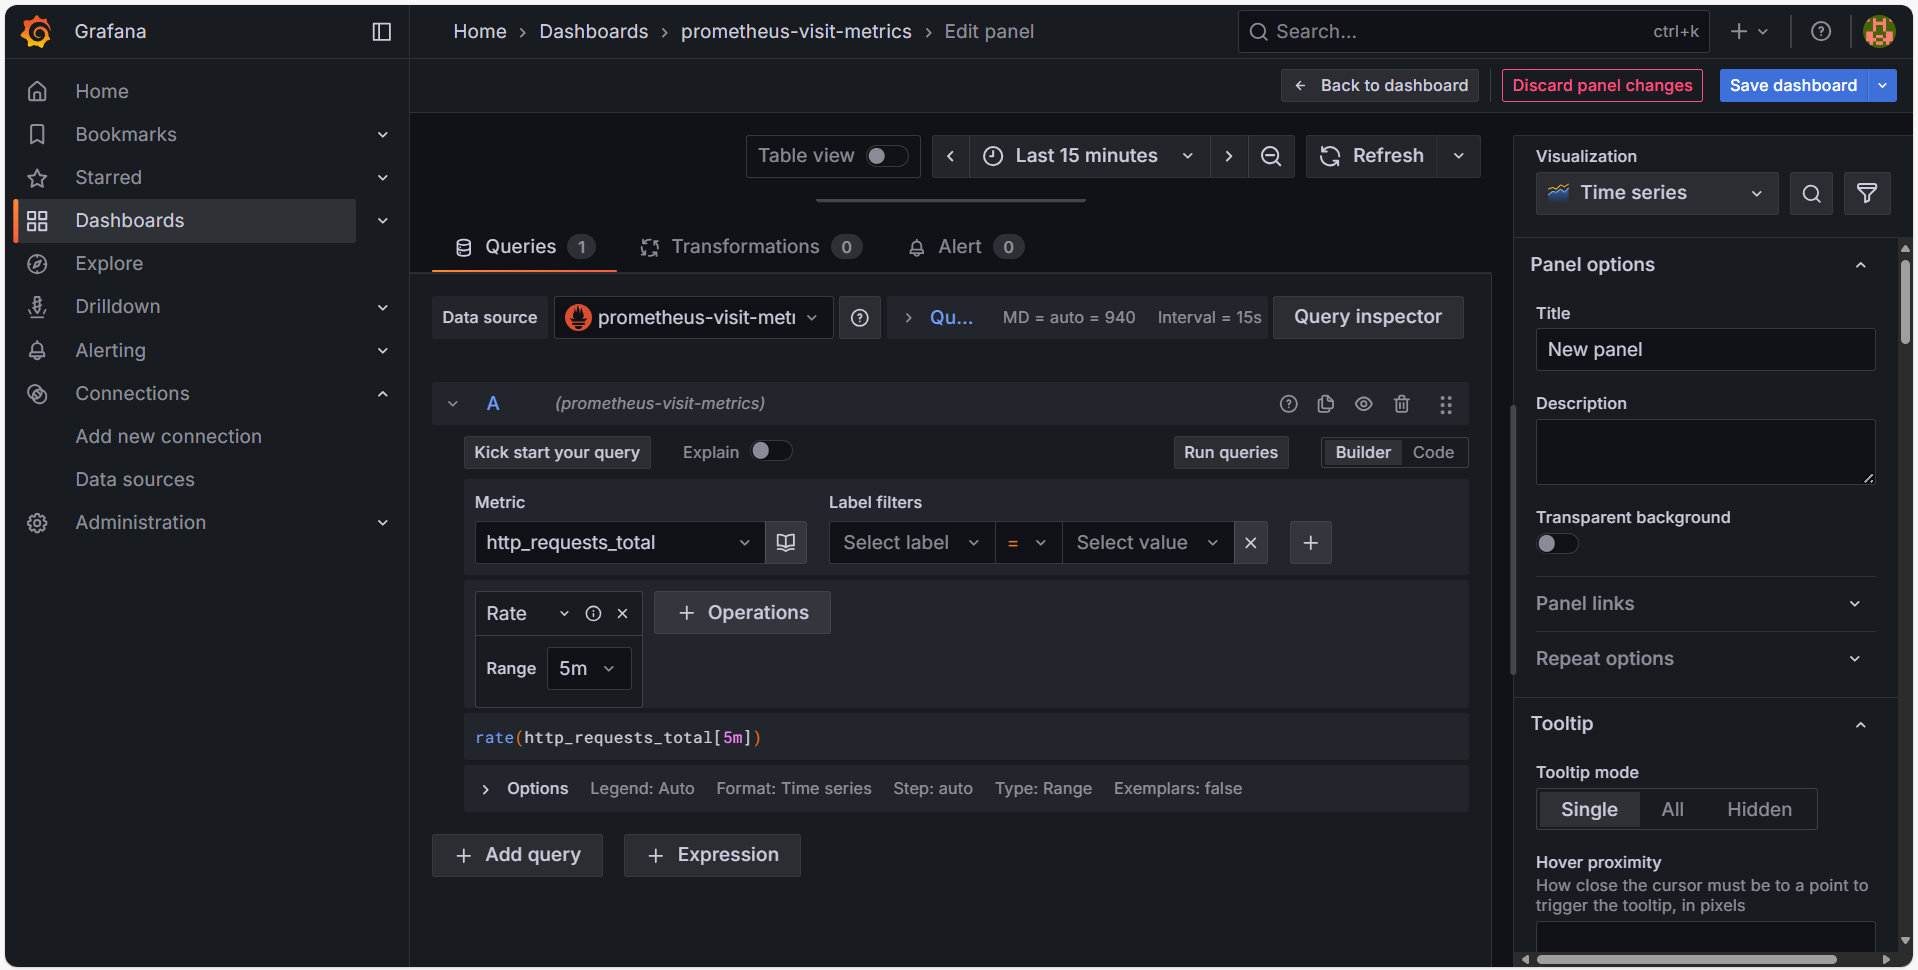 Grafana
Home › Dashboards › prometheus-visit-metrics › Edit panel
Search...
ctrl+k
Back to dashboard
Discard panel changes
Save dashboard
Home
Bookmarks
Starred
Dashboards
Explore
Drilldown
Alerting
Connections
Add new connection
Data sources
Administration
Table view
Last 15 minutes
Refresh
Queries 1
Transformations 0
Alert 0
Data source
prometheus-visit-metr
Qu...
MD = auto = 940
Interval = 15s
Query inspector
A
(prometheus-visit-metrics)
Kick start your query
Explain
Run queries
Builder
Code
Metric
Label filters
http_requests_total
Select label
=
Select value
Rate
Operations
Range
5m
rate(http_requests_total[5m])
Options
Legend: Auto
Format: Time series
Step: auto
Type: Range
Exemplars: false
Add query
Expression
Visualization
Time series
Panel options
Title
New panel
Description
Transparent background
Panel links
Repeat options
Tooltip
Tooltip mode
Single
All
Hidden
Hover proximity
How close the cursor must be to a point to
trigger the tooltip, in pixels